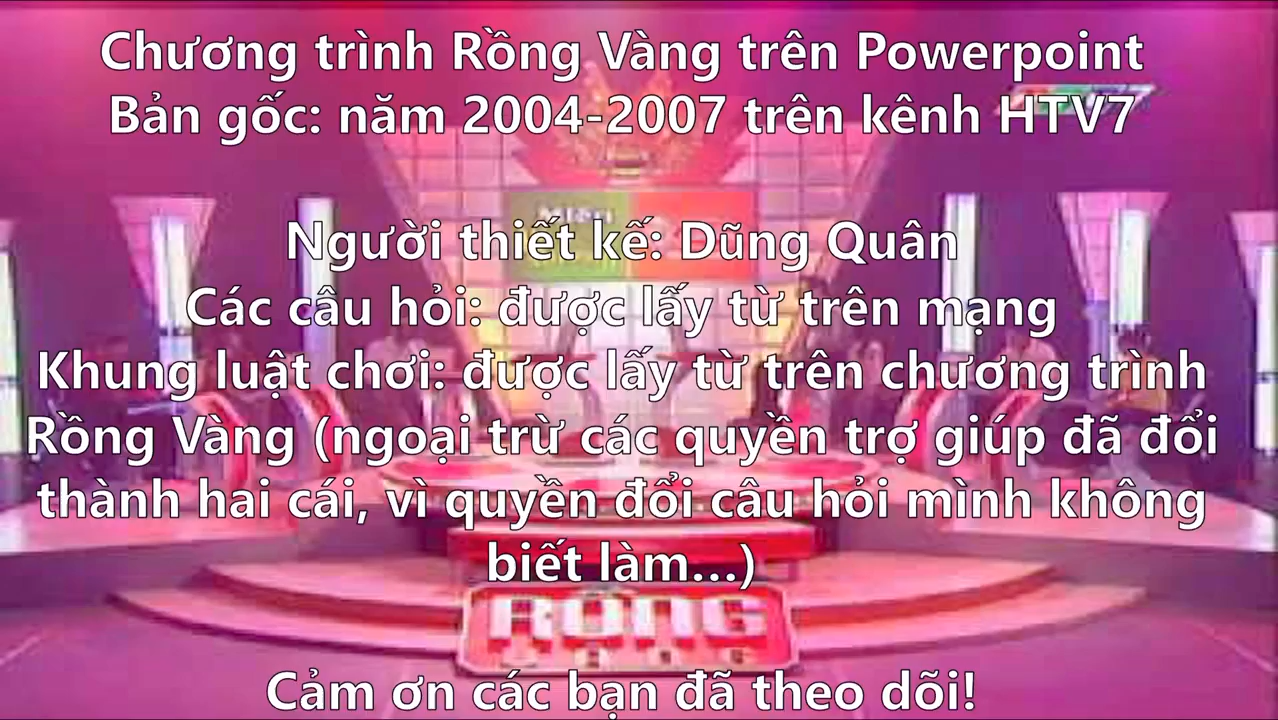 Chương trình Rồng Vàng trên Powerpoint
Bản gốc: năm 2004-2007 trên kênh HTV7
Người thiết kế: Dũng Quân
Các câu hỏi: được lấy từ trên mạng
Khung luật chơi: được lấy từ trên chương trình
Rồng Vàng (ngoại trừ các quyền trợ giúp đã đổi
thành hai cái, vì quyền đổi câu hỏi mình không
biết làm...)
RỒNG
Cảm ơn các bạn đã theo dõi!